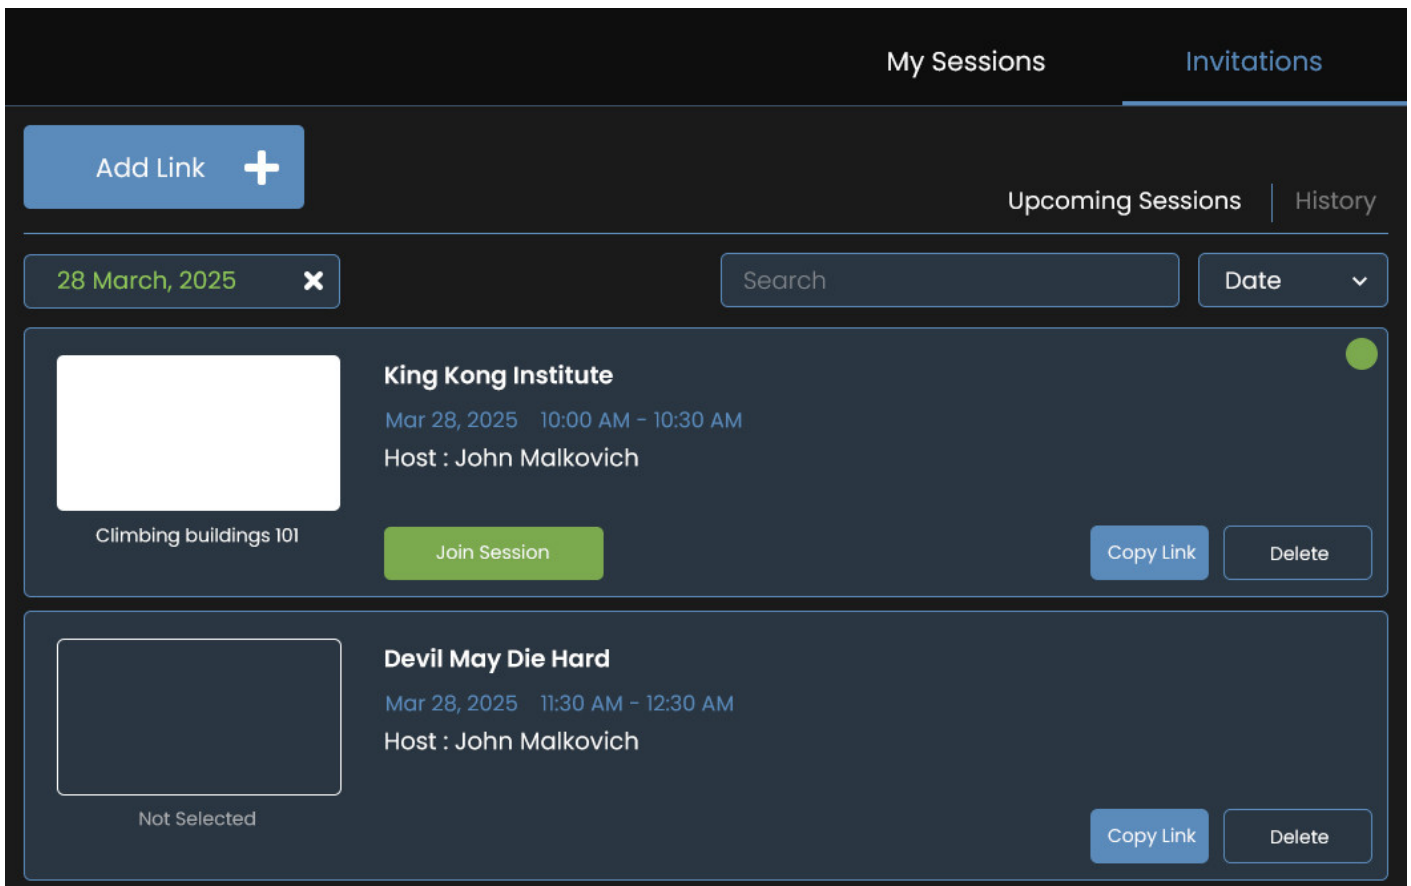 My Sessions Invitations
Add Link
Upcoming Sessions History
28 March, 2025 Search Date
King Kong Institute
Mar 28, 2025 10:00 AM - 10:30 AM
Host : John Malkovich
Climbing buildings 101
Join Session Copy Link Delete
Devil May Die Hard
Mar 28, 2025 11:30 AM - 12:30 AM
Host : John Malkovich
Not Selected
Copy Link Delete